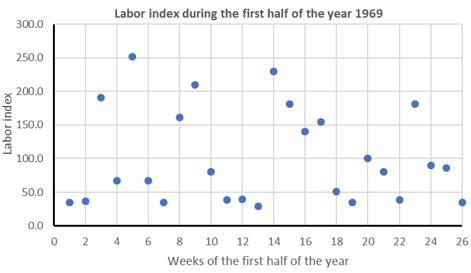 Labor index during the first half of the year 1969
300.0
250.0
200.0
150.0
100.0
50.0
0.0
Labor index
0 2 4 6 8 10 12 14 16 18 20 22 24 26
Weeks of the first half of the year